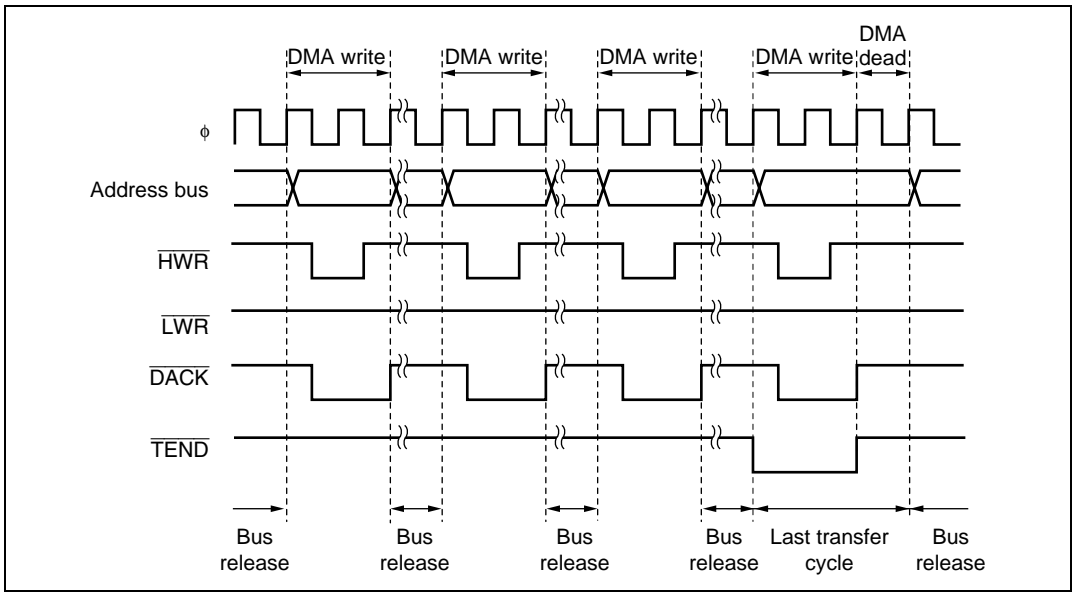 DMA write
DMA write
DMA write
DMA write
DMA
dead
ϕ
Address bus
HWR
LWR
DACK
TEND
Bus
release
Bus
release
Bus
release
Bus
release
Last transfer
cycle
Bus
release